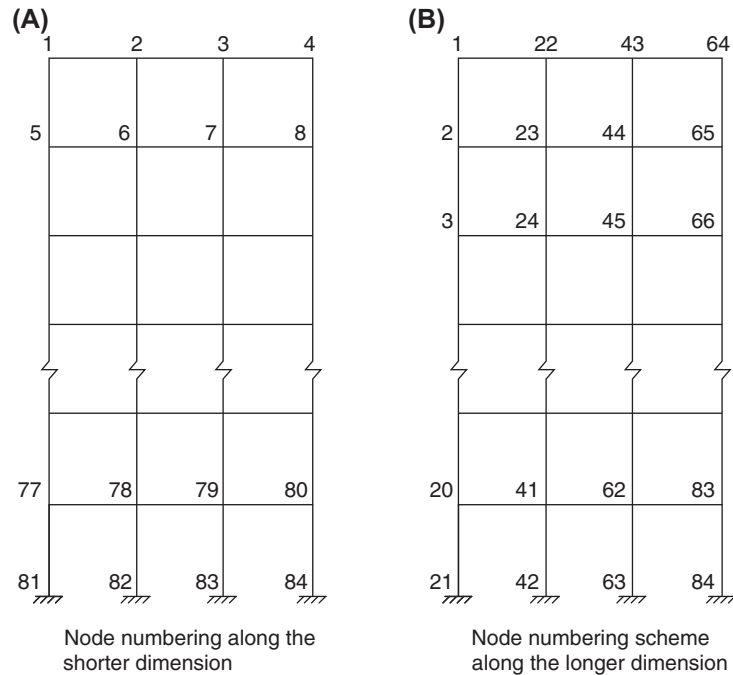 (A)
1 2 3 4
5 6 7 8
77 78 79 80
81 82 83 84
Node numbering along the
shorter dimension
(B)
1 22 43 64
2 23 44 65
3 24 45 66
20 41 62 83
21 42 63 84
Node numbering scheme
along the longer dimension